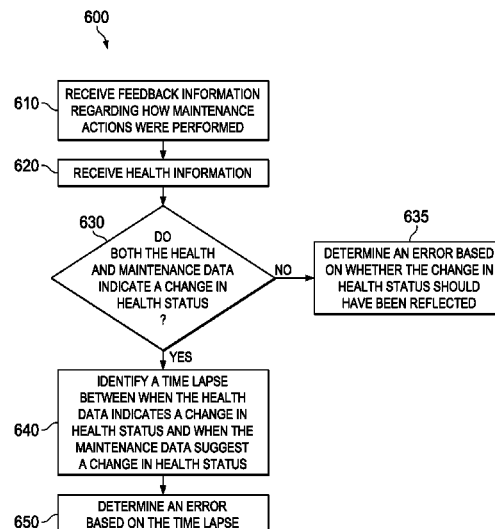 600
610
RECEIVE FEEDBACK INFORMATION
REGARDING HOW MAINTENANCE
ACTIONS WERE PERFORMED
620
RECEIVE HEALTH INFORMATION
630
DO
BOTH THE HEALTH
AND MAINTENANCE DATA
INDICATE A CHANGE IN
HEALTH STATUS
?
NO
635
DETERMINE AN ERROR BASED
ON WHETHER THE CHANGE IN
HEALTH STATUS SHOULD
HAVE BEEN REFLECTED
YES
640
IDENTIFY A TIME LAPSE
BETWEEN WHEN THE HEALTH
DATA INDICATES A CHANGE IN
HEALTH STATUS AND WHEN THE
MAINTENANCE DATA SUGGEST
A CHANGE IN HEALTH STATUS
650
DETERMINE AN ERROR
BASED ON THE TIME LAPSE